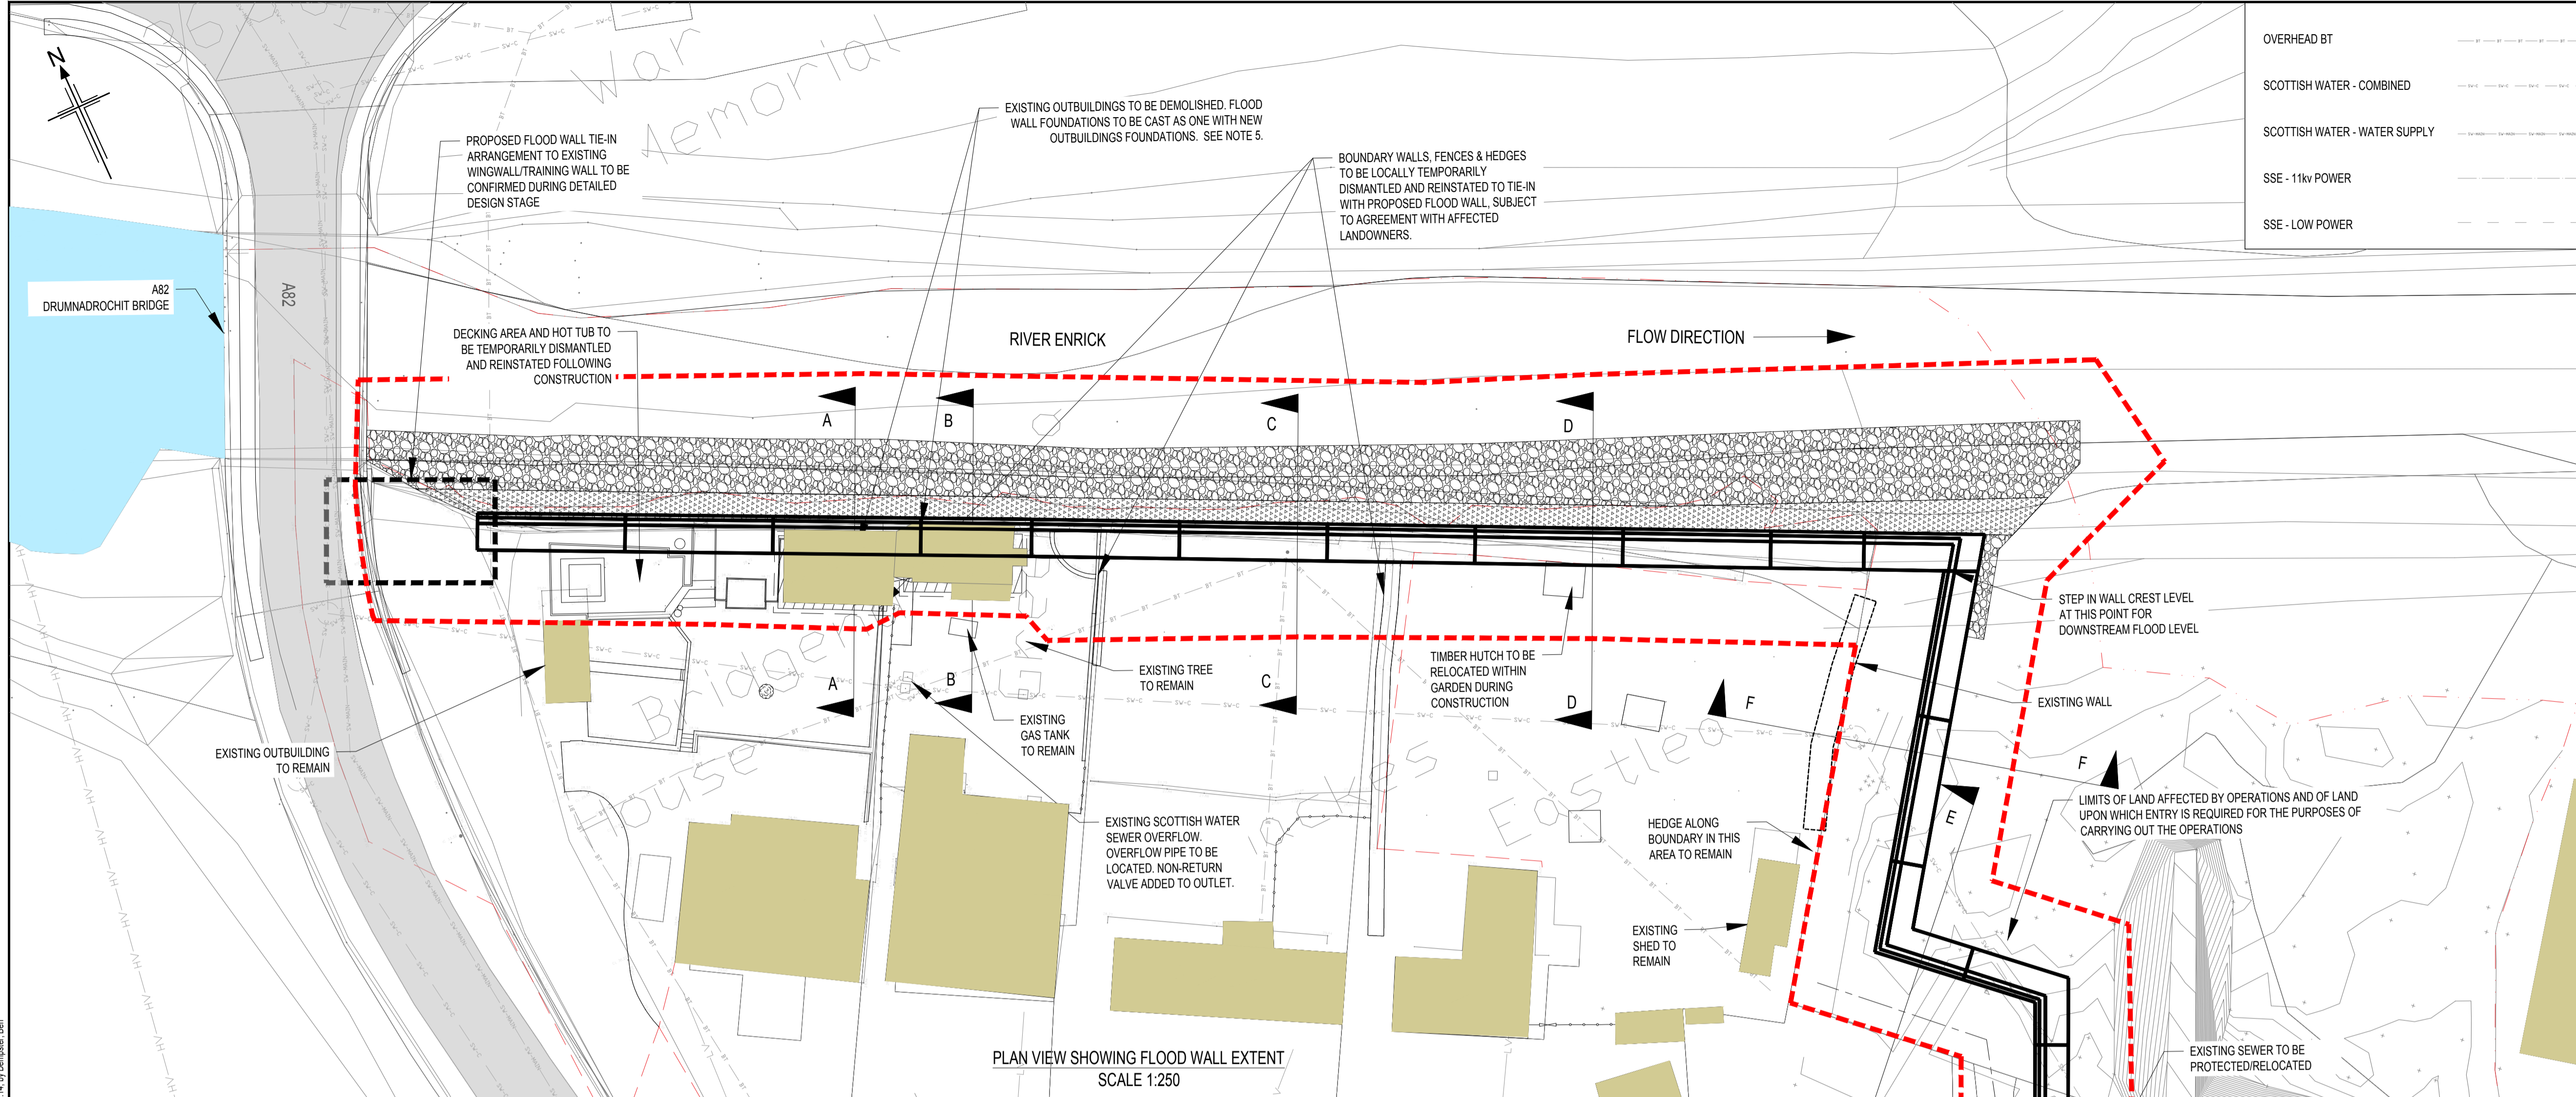 N
PROPOSED FLOOD WALL TIE-IN
ARRANGEMENT TO EXISTING
WINGWALL/TRAINING WALL TO BE
CONFIRMED DURING DETAILED
DESIGN STAGE
War
Memorial
EXISTING OUTBUILDINGS TO BE DEMOLISHED. FLOOD
WALL FOUNDATIONS TO BE CAST AS ONE WITH NEW
OUTBUILDINGS FOUNDATIONS. SEE NOTE 5.
BOUNDARY WALLS, FENCES & HEDGES
TO BE LOCALLY TEMPORARILY
DISMANTLED AND REINSTATED TO TIE-IN
WITH PROPOSED FLOOD WALL, SUBJECT
TO AGREEMENT WITH AFFECTED
LANDOWNERS.
OVERHEAD BT
SCOTTISH WATER - COMBINED
SCOTTISH WATER - WATER SUPPLY
SSE - 11kv POWER
SSE - LOW POWER
A82
DRUMNADROCHIT BRIDGE
A82
DECKING AREA AND HOT TUB TO
BE TEMPORARILY DISMANTLED
AND REINSTATED FOLLOWING
CONSTRUCTION
RIVER ENRICK
FLOW DIRECTION
A
B
C
D
STEP IN WALL CREST LEVEL
AT THIS POINT FOR
DOWNSTREAM FLOOD LEVEL
EXISTING TREE
TO REMAIN
TIMBER HUTCH TO BE
RELOCATED WITHIN
GARDEN DURING
CONSTRUCTION
EXISTING WALL
A
B
C
D
F
F
E
EXISTING
GAS TANK
TO REMAIN
EXISTING OUTBUILDING
TO REMAIN
LIMITS OF LAND AFFECTED BY OPERATIONS AND OF LAND
UPON WHICH ENTRY IS REQUIRED FOR THE PURPOSES OF
CARRYING OUT THE OPERATIONS
EXISTING SCOTTISH WATER
SEWER OVERFLOW.
OVERFLOW PIPE TO BE
LOCATED. NON-RETURN
VALVE ADDED TO OUTLET.
HEDGE ALONG
BOUNDARY IN THIS
AREA TO REMAIN
EXISTING
SHED TO
REMAIN
PLAN VIEW SHOWING FLOOD WALL EXTENT
SCALE 1:250
EXISTING SEWER TO BE
PROTECTED/RELOCATED